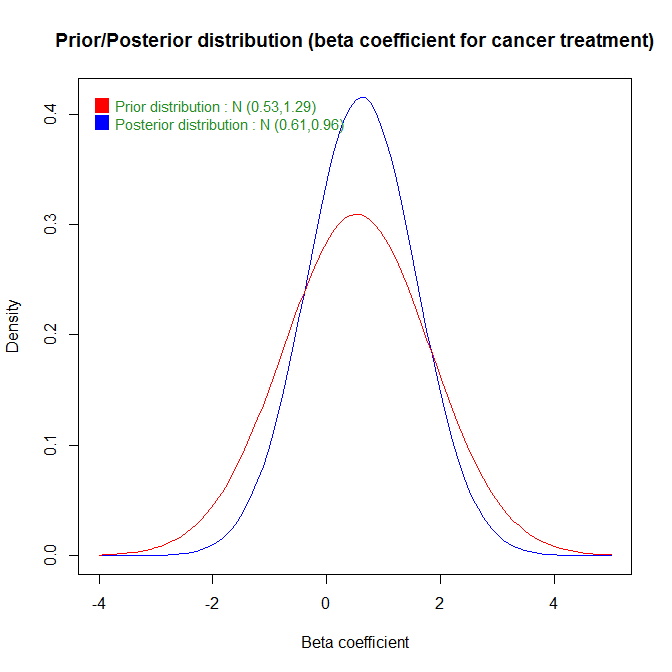 Prior/Posterior distribution (beta coefficient for cancer treatment)
Prior distribution : N (0.53,1.29)
Posterior distribution : N (0.61,0.96)
Density
0.4
0.3
0.2
0.1
0.0
-4 -2 0 2 4
Beta coefficient